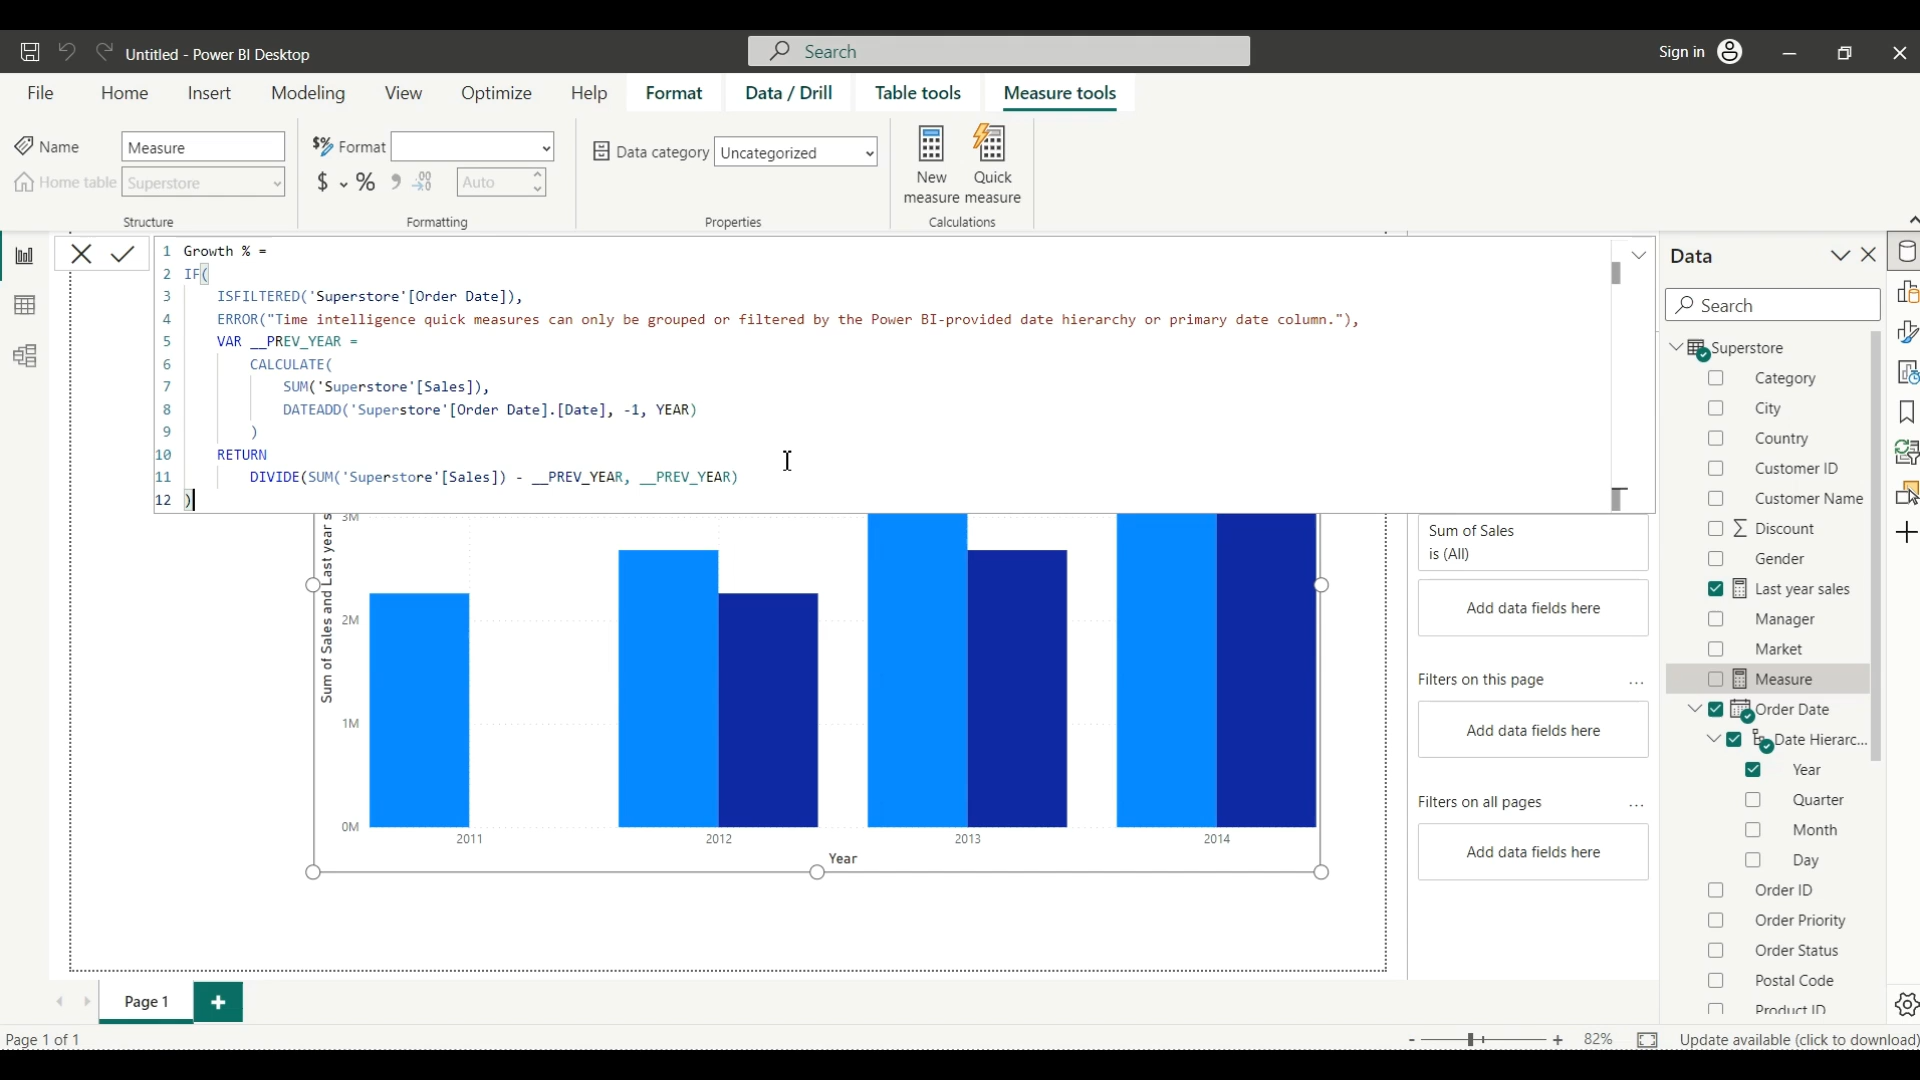 Untitled - Power BI Desktop
Search
Sign in
File Home Insert Modeling View Optimize Help Format Data / Drill Table tools Measure tools
Name Measure
Home table Superstore
Structure
$% Format
$ % 9 .00 Auto
Formatting
Data category Uncategorized
Properties
New measure
Quick measure
Calculations
1 Growth % =
2 IF(
3 ISFILTERED('Superstore'[Order Date]),
4 ERROR("Time intelligence quick measures can only be grouped or filtered by the Power BI-provided date hierarchy or primary date column."),
5 VAR __PREV_YEAR =
6 CALCULATE(
7 SUM('Superstore'[Sales]),
8 DATEADD('Superstore'[Order Date].[Date], -1, YEAR)
9 )
10 RETURN
11 DIVIDE(SUM('Superstore'[Sales]) - __PREV_YEAR, __PREV_YEAR)
12 )
Sum of Sales and Last year s
3M
2M
1M
0M
2011 2012 2013 2014
Year
Sum of Sales
is (All)
Add data fields here
Filters on this page ...
Add data fields here
Filters on all pages ...
Add data fields here
Data
Search
Superstore
Category
City
Country
Customer ID
Customer Name
Discount
Gender
Last year sales
Manager
Market
Measure
Order Date
Date Hierarc...
Year
Quarter
Month
Day
Order ID
Order Priority
Order Status
Postal Code
Product ID
Page 1
+
Page 1 of 1
- + 82%
Update available (click to download)